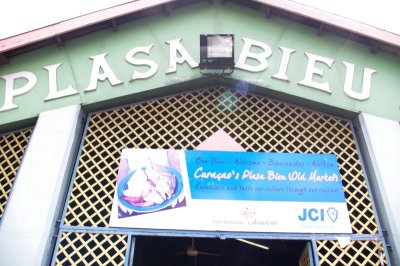 PLASA BIEU
Bon Bini - Welcome - Bienvenidos - Welkom
Curaçao's Plasa Bieu (Old Market)
Experience and taste our culture through our cuisine!
JCI